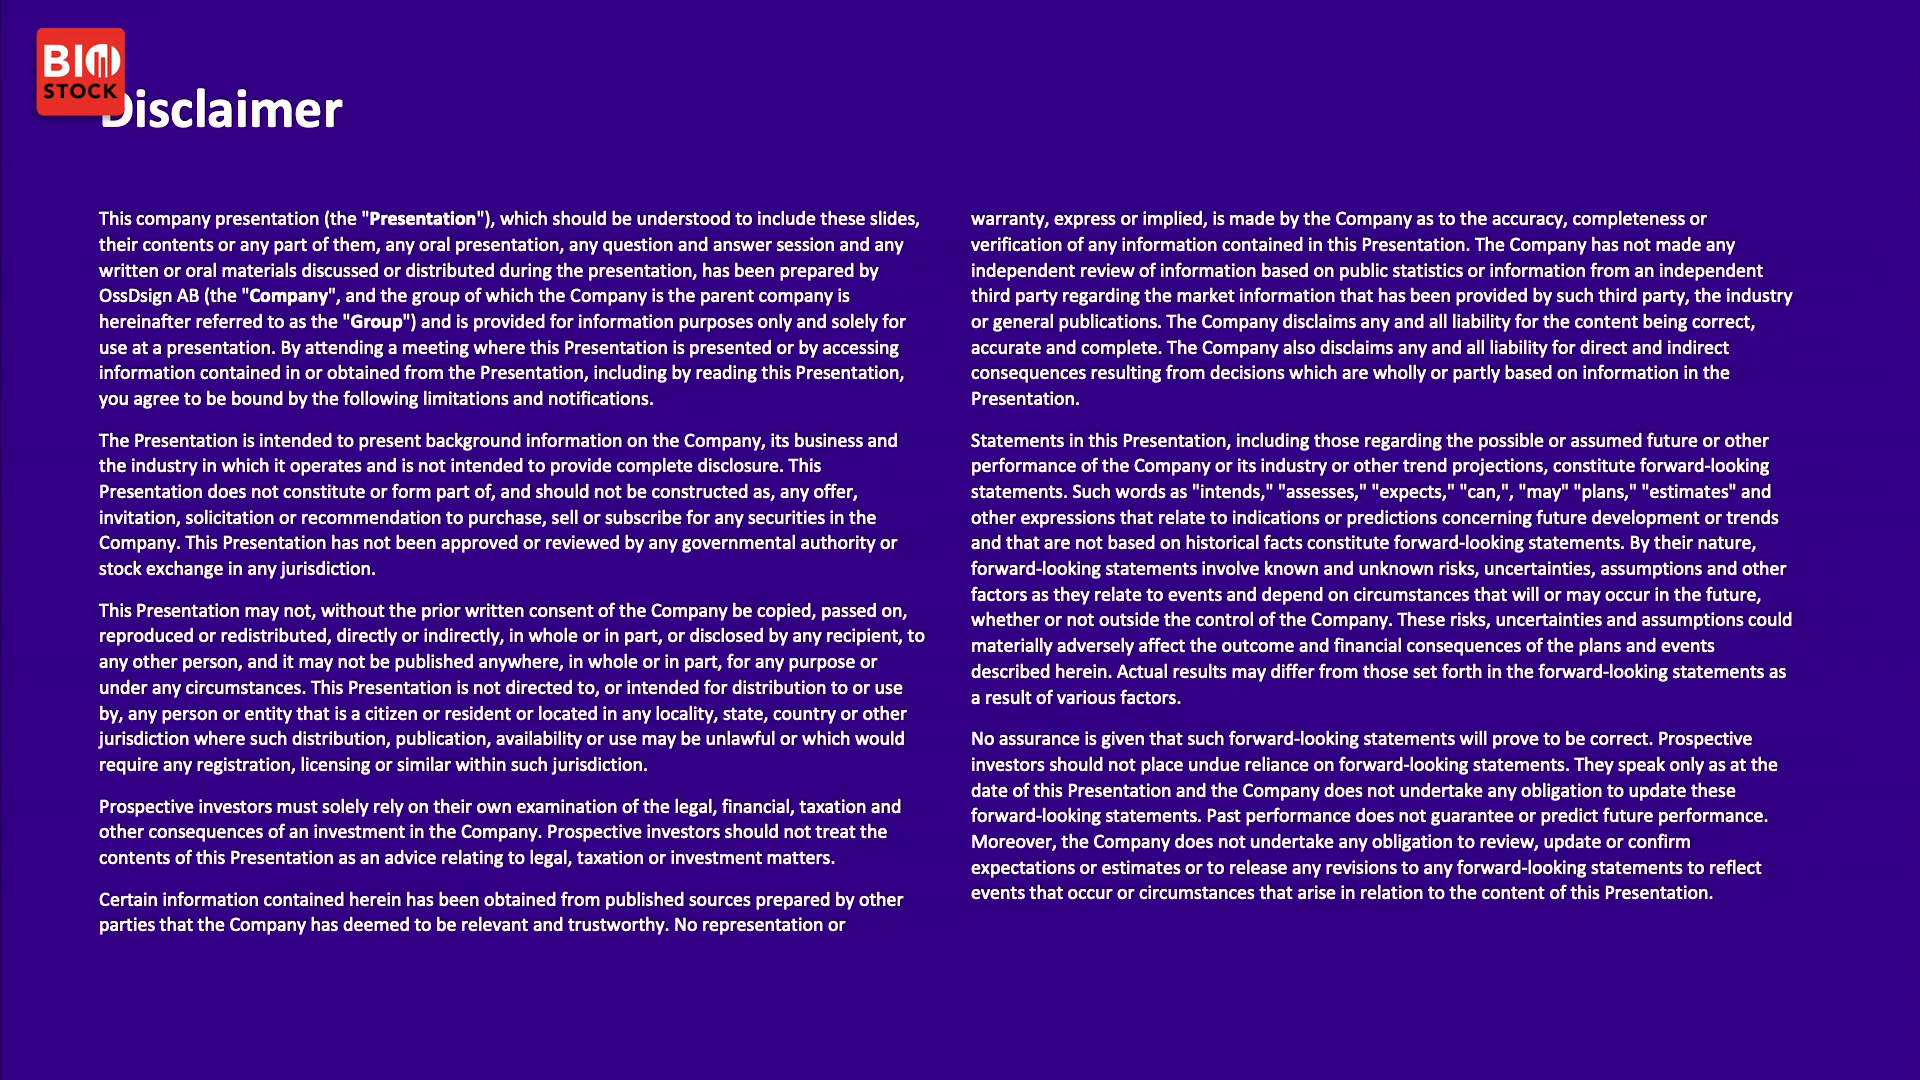 BIO
STOCK
Disclaimer
This company presentation (the "Presentation"), which should be understood to include these slides,
their contents or any part of them, any oral presentation, any question and answer session and any
written or oral materials discussed or distributed during the presentation, has been prepared by
OssDsign AB (the "Company", and the group of which the Company is the parent company is
hereinafter referred to as the "Group") and is provided for information purposes only and solely for
use at a presentation. By attending a meeting where this Presentation is presented or by accessing
information contained in or obtained from the Presentation, including by reading this Presentation,
you agree to be bound by the following limitations and notifications.
The Presentation is intended to present background information on the Company, its business and
the industry in which it operates and is not intended to provide complete disclosure. This
Presentation does not constitute or form part of, and should not be constructed as, any offer,
invitation, solicitation or recommendation to purchase, sell or subscribe for any securities in the
Company. This Presentation has not been approved or reviewed by any governmental authority or
stock exchange in any jurisdiction.
This Presentation may not, without the prior written consent of the Company be copied, passed on,
reproduced or redistributed, directly or indirectly, in whole or in part, or disclosed by any recipient, to
any other person, and it may not be published anywhere, in whole or in part, for any purpose or
under any circumstances. This Presentation is not directed to, or intended for distribution to or use
by, any person or entity that is a citizen or resident or located in any locality, state, country or other
jurisdiction where such distribution, publication, availability or use may be unlawful or which would
require any registration, licensing or similar within such jurisdiction.
Prospective investors must solely rely on their own examination of the legal, financial, taxation and
other consequences of an investment in the Company. Prospective investors should not treat the
contents of this Presentation as an advice relating to legal, taxation or investment matters.
Certain information contained herein has been obtained from published sources prepared by other
parties that the Company has deemed to be relevant and trustworthy. No representation or
warranty, express or implied, is made by the Company as to the accuracy, completeness or
verification of any information contained in this Presentation. The Company has not made any
independent review of information based on public statistics or information from an independent
third party regarding the market information that has been provided by such third party, the industry
or general publications. The Company disclaims any and all liability for the content being correct,
accurate and complete. The Company also disclaims any and all liability for direct and indirect
consequences resulting from decisions which are wholly or partly based on information in the
Presentation.
Statements in this Presentation, including those regarding the possible or assumed future or other
performance of the Company or its industry or other trend projections, constitute forward-looking
statements. Such words as "intends," "assesses," "expects," "can,", "may" "plans," "estimates" and
other expressions that relate to indications or predictions concerning future development or trends
and that are not based on historical facts constitute forward-looking statements. By their nature,
forward-looking statements involve known and unknown risks, uncertainties, assumptions and other
factors as they relate to events and depend on circumstances that will or may occur in the future,
whether or not outside the control of the Company. These risks, uncertainties and assumptions could
materially adversely affect the outcome and financial consequences of the plans and events
described herein. Actual results may differ from those set forth in the forward-looking statements as
a result of various factors.
No assurance is given that such forward-looking statements will prove to be correct. Prospective
investors should not place undue reliance on forward-looking statements. They speak only as at the
date of this Presentation and the Company does not undertake any obligation to update these
forward-looking statements. Past performance does not guarantee or predict future performance.
Moreover, the Company does not undertake any obligation to review, update or confirm
expectations or estimates or to release any revisions to any forward-looking statements to reflect
events that occur or circumstances that arise in relation to the content of this Presentation.